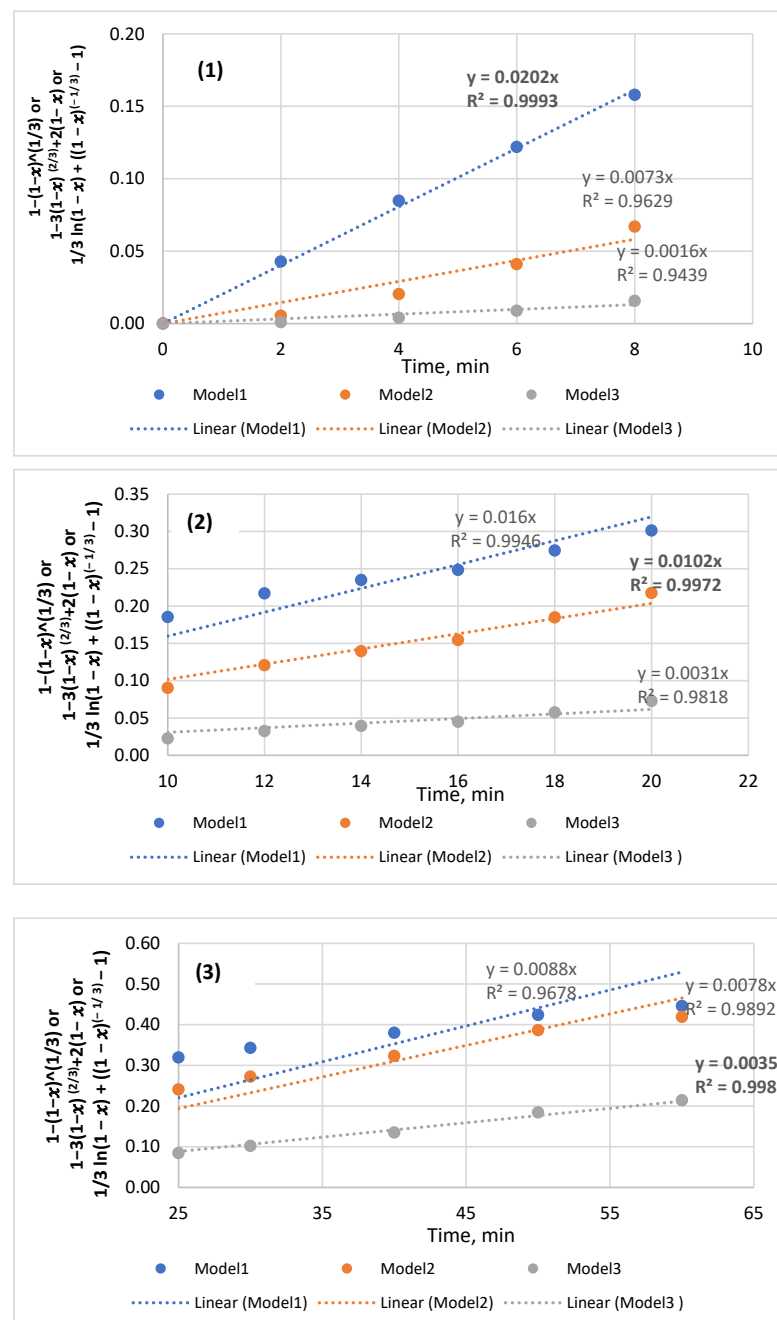 1−(1−x)^(1/3) or
1−3(1−x)^(2/3)+2(1− x) or
1/3 ln(1 − x) + ((1 − x)^(−1/3) − 1)
0.20
0.15
0.10
0.05
0.00
(1)
y = 0.0202x
R² = 0.9993
y = 0.0073x
R² = 0.9629
y = 0.0016x
R² = 0.9439
0 2 4 6 8 10
Time, min
Model1 Model2 Model3
Linear (Model1) Linear (Model2) Linear (Model3 )
1−(1−x)^(1/3) or
1−3(1−x)^(2/3)+2(1− x) or
1/3 ln(1 − x) + ((1 − x)^(−1/3) − 1)
0.35
0.30
0.25
0.20
0.15
0.10
0.05
0.00
(2)
y = 0.016x
R² = 0.9946
y = 0.0102x
R² = 0.9972
y = 0.0031x
R² = 0.9818
10 12 14 16 18 20 22
Time, min
Model1 Model2 Model3
Linear (Model1) Linear (Model2) Linear (Model3 )
1−(1−x)^(1/3) or
1−3(1−x)^(2/3)+2(1− x) or
1/3 ln(1 − x) + ((1 − x)^(−1/3) − 1)
0.60
0.50
0.40
0.30
0.20
0.10
0.00
(3)
y = 0.0088x
R² = 0.9678
y = 0.0078x
R² = 0.9892
y = 0.0035
R² = 0.998
25 35 45 55 65
Time, min
Model1 Model2 Model3
Linear (Model1) Linear (Model2) Linear (Model3 )